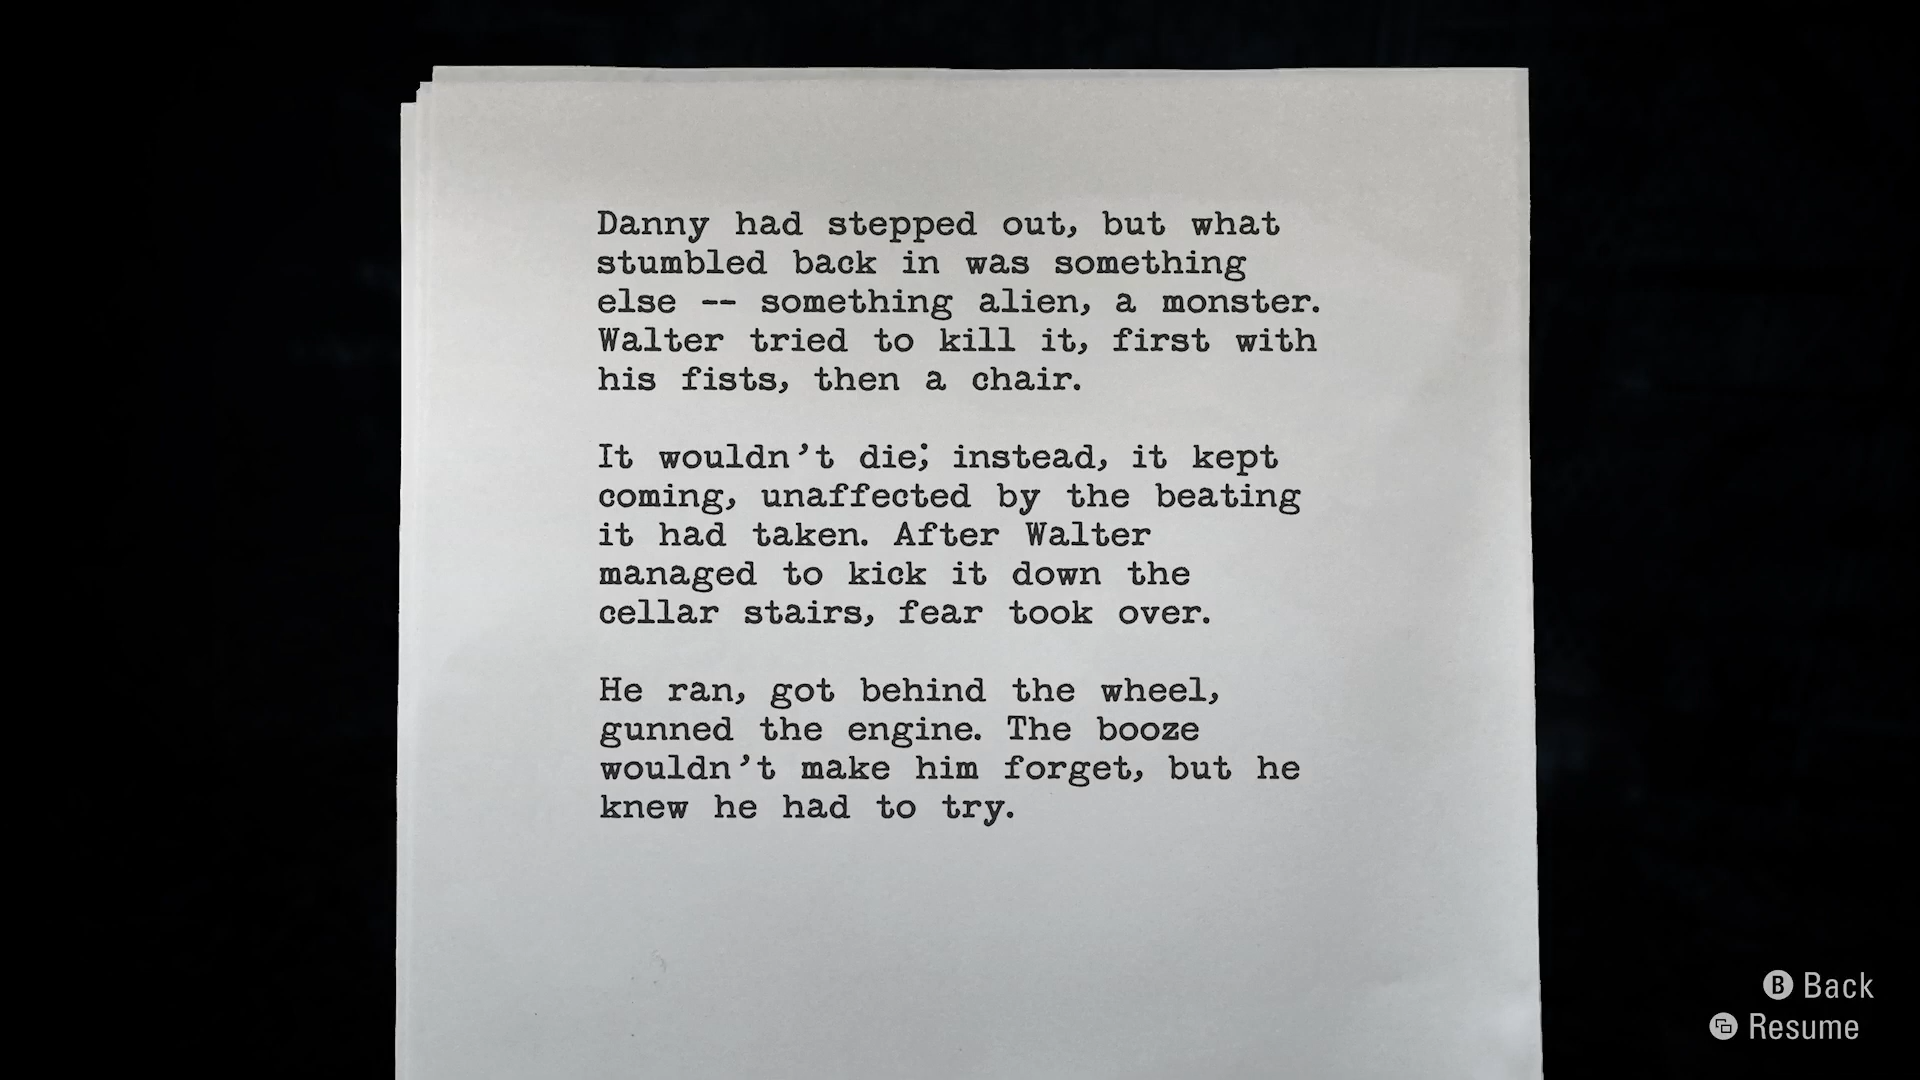 Danny had stepped out, but what
stumbled back in was something
else -- something alien, a monster.
Walter tried to kill it, first with
his fists, then a chair.
It wouldn’t die; instead, it kept
coming, unaffected by the beating
it had taken. After Walter
managed to kick it down the
cellar stairs, fear took over.
He ran, got behind the wheel,
gunned the engine. The booze
wouldn’t make him forget, but he
knew he had to try.
B Back
Resume